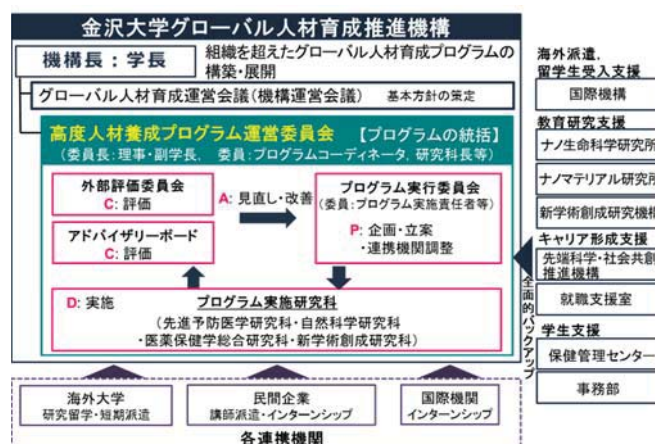 金沢大学グローバル人材育成推進機構
機構長：学長
組織を超えたグローバル人材育成プログラムの
構築・展開
グローバル人材育成運営会議（機構運営会議） 基本方針の策定
高度人材養成プログラム運営委員会 【プログラムの統括】
（委員長：理事・副学長， 委員：プログラムコーディネータ，研究科長等）
外部評価委員会
C: 評価
アドバイザリーボード
C: 評価
A: 見直し・改善
プログラム実行委員会
（委員：プログラム実施責任者等）
P: 企画・立案
・連携機関調整
D: 実施
プログラム実施研究科
（先進予防医学研究科・自然科学研究科
・医薬保健学総合研究科・新学術創成研究科）
海外大学
研究留学・短期派遣
民間企業
講師派遣・インターンシップ
国際機関
インターンシップ
各連携機関
全面的バックアップ
海外派遣，
留学生受入支援
国際機構
教育研究支援
ナノ生命科学研究所
ナノマテリアル研究所
新学術創成研究機構
キャリア形成支援
先端科学・社会共創
推進機構
就職支援室
学生支援
保健管理センター
事務部